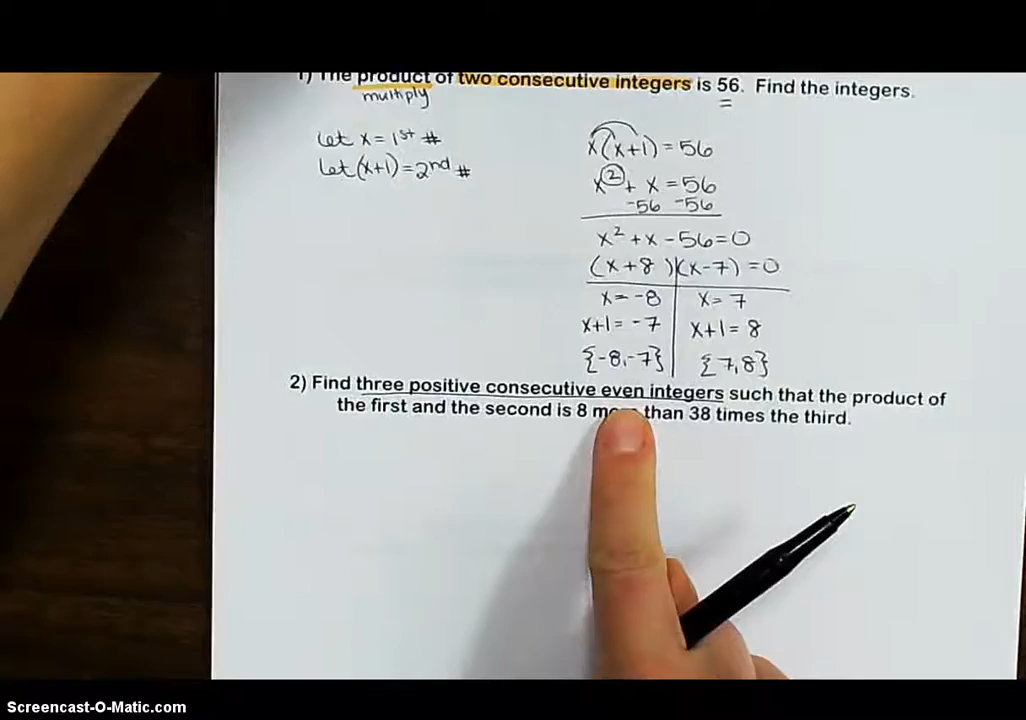 1) The product of two consecutive integers is 56. Find the integers.
multiply
let x = 1st #
let (x+1) = 2nd #
x(x+1) = 56
x² + x = 56
-56 -56
x² + x - 56 = 0
(x + 8 )(x - 7) = 0
x = -8 x = 7
x+1 = -7 x+1 = 8
{-8,-7} {7,8}
2) Find three positive consecutive even integers such that the product of
the first and the second is 8 more than 38 times the third.
Screencast-O-Matic.com